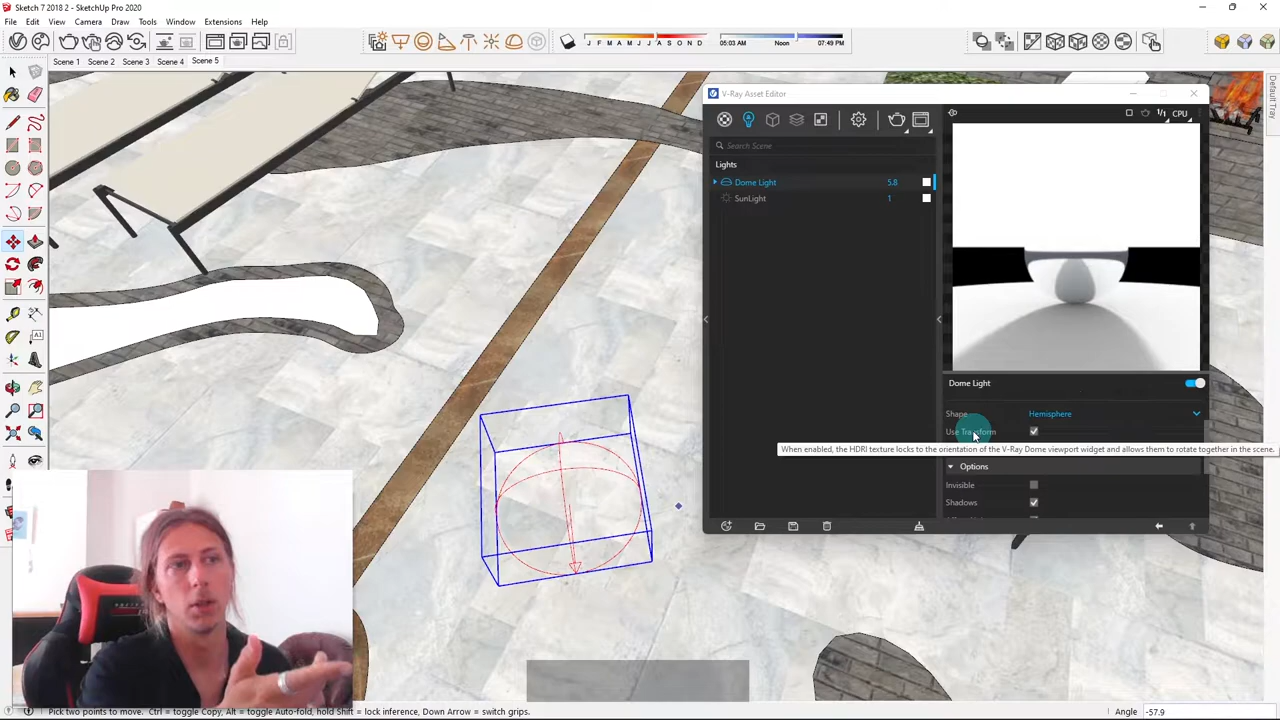 Sketch 7 2018 2 - SketchUp Pro 2020
File Edit View Camera Draw Tools Window Extensions Help
J F M A M J J A S O N D
05:03 AM Noon 07:49 PM
Scene 1 Scene 2 Scene 3 Scene 4 Scene 5
Default Tray
V-Ray Asset Editor
1/1 CPU
Search Scene
Lights
Dome Light 5.8
SunLight 1
Dome Light
Shape Hemisphere
Use Transform
When enabled, the HDRI texture locks to the orientation of the V-Ray Dome viewport widget and allows them to rotate together in the scene.
Options
Invisible
Shadows
Pick two points to move. Ctrl = toggle Copy, Alt = toggle Auto-fold, hold Shift = lock inference, Down Arrow = switch grips.
Angle -57.9